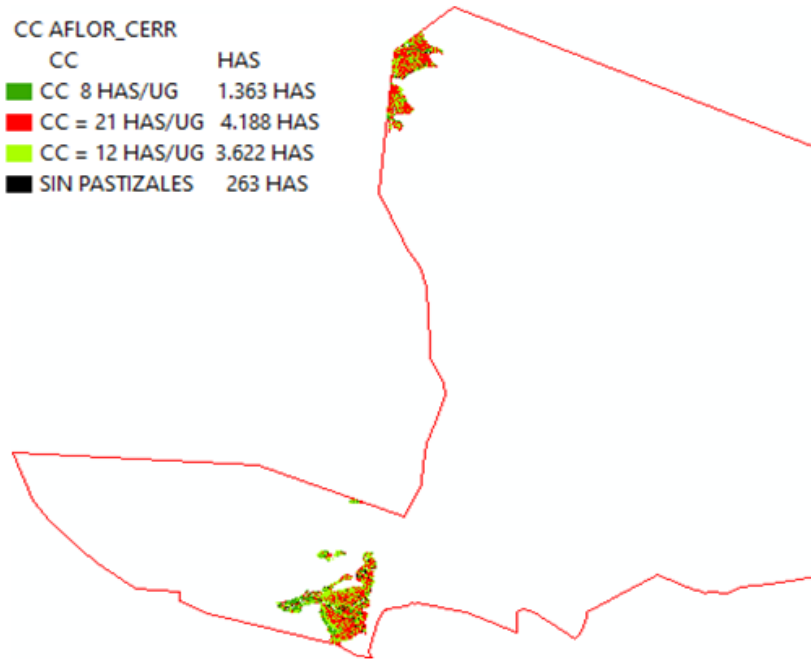 CC AFLOR_CERR
CC HAS
CC 8 HAS/UG 1.363 HAS
CC = 21 HAS/UG 4.188 HAS
CC = 12 HAS/UG 3.622 HAS
SIN PASTIZALES 263 HAS